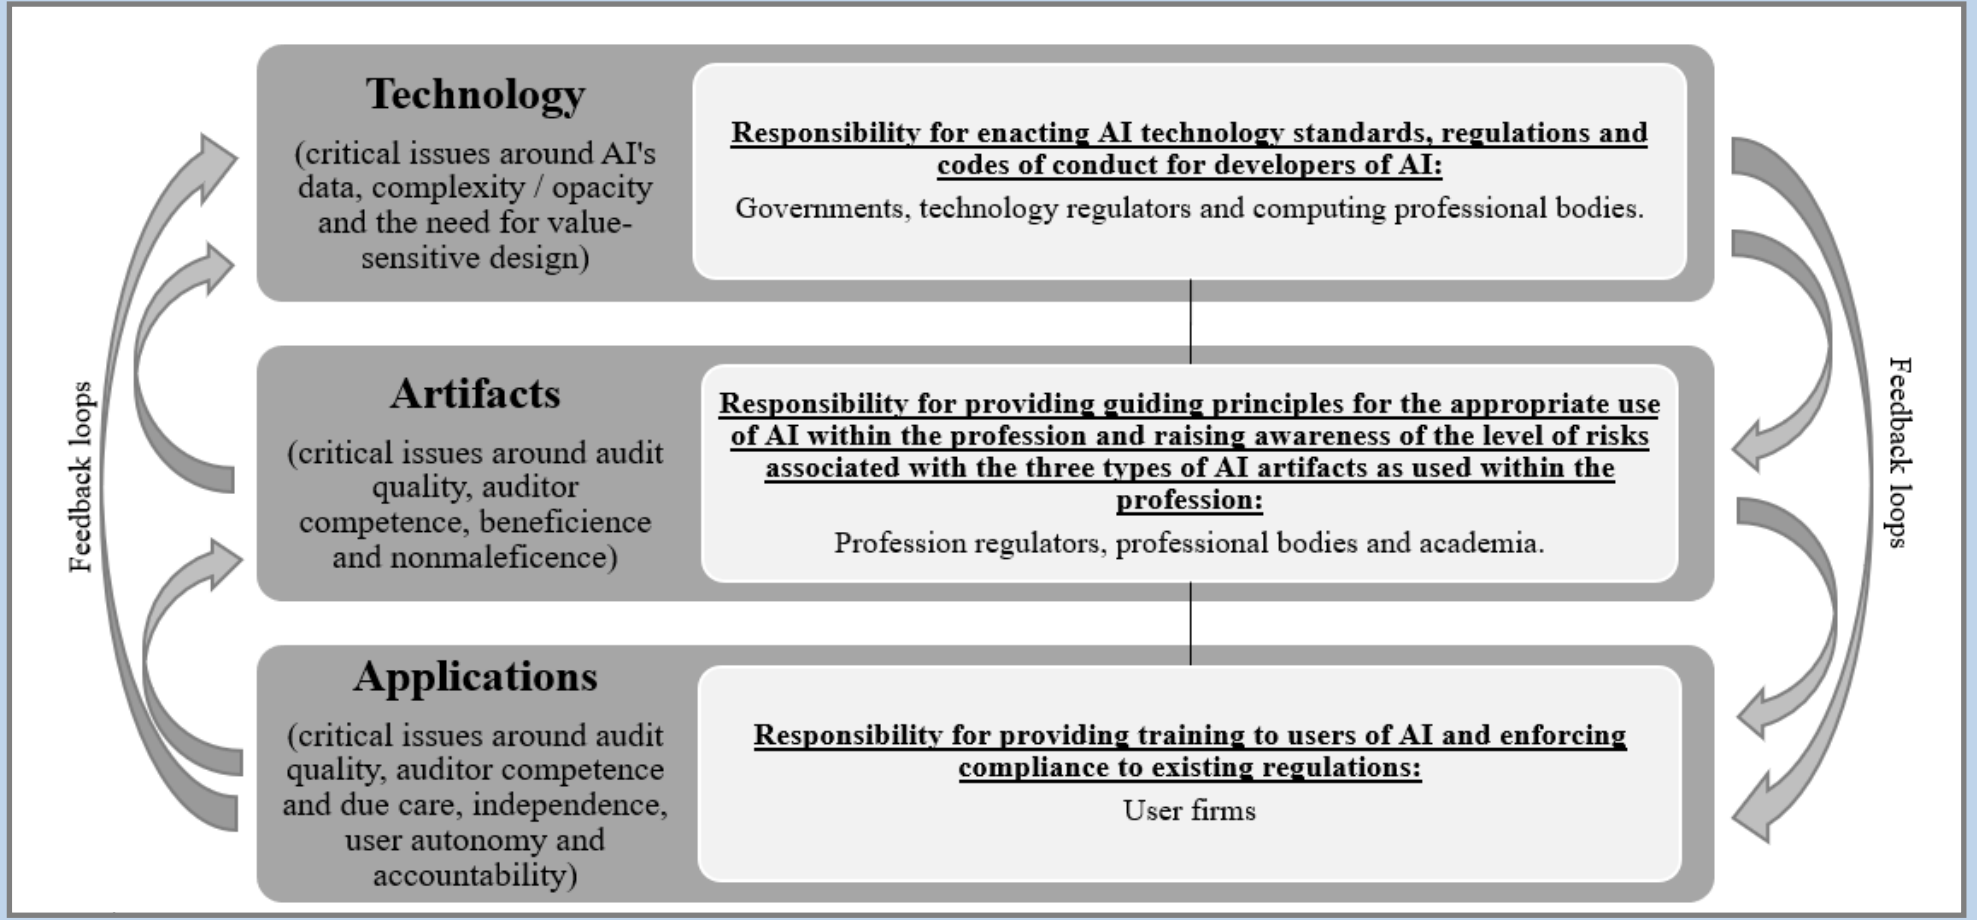 Technology
(critical issues around AI's
data, complexity / opacity
and the need for value-
sensitive design)
Responsibility for enacting AI technology standards, regulations and
codes of conduct for developers of AI:
Governments, technology regulators and computing professional bodies.
Artifacts
(critical issues around audit
quality, auditor
competence, beneficience
and nonmaleficence)
Responsibility for providing guiding principles for the appropriate use
of AI within the profession and raising awareness of the level of risks
associated with the three types of AI artifacts as used within the
profession:
Profession regulators, professional bodies and academia.
Applications
(critical issues around audit
quality, auditor competence
and due care, independence,
user autonomy and
accountability)
Responsibility for providing training to users of AI and enforcing
compliance to existing regulations:
User firms
Feedback loops
Feedback loops